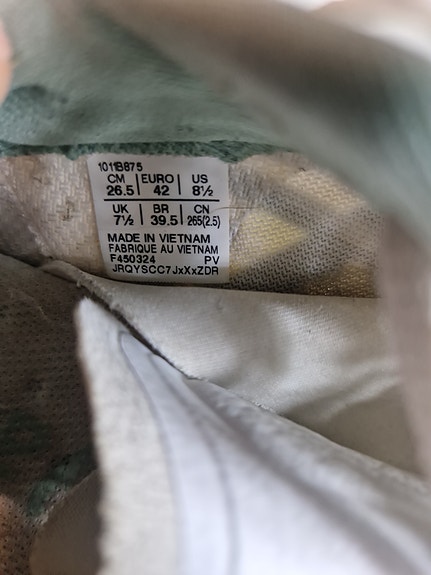 1011B875
CM | EURO | US
26.5 | 42 | 8½
UK | BR | CN
7½ | 39.5 | 265(2.5)
MADE IN VIETNAM
FABRIQUE AU VIETNAM
F450324 PV
JRQYSCC7JxXxZDR